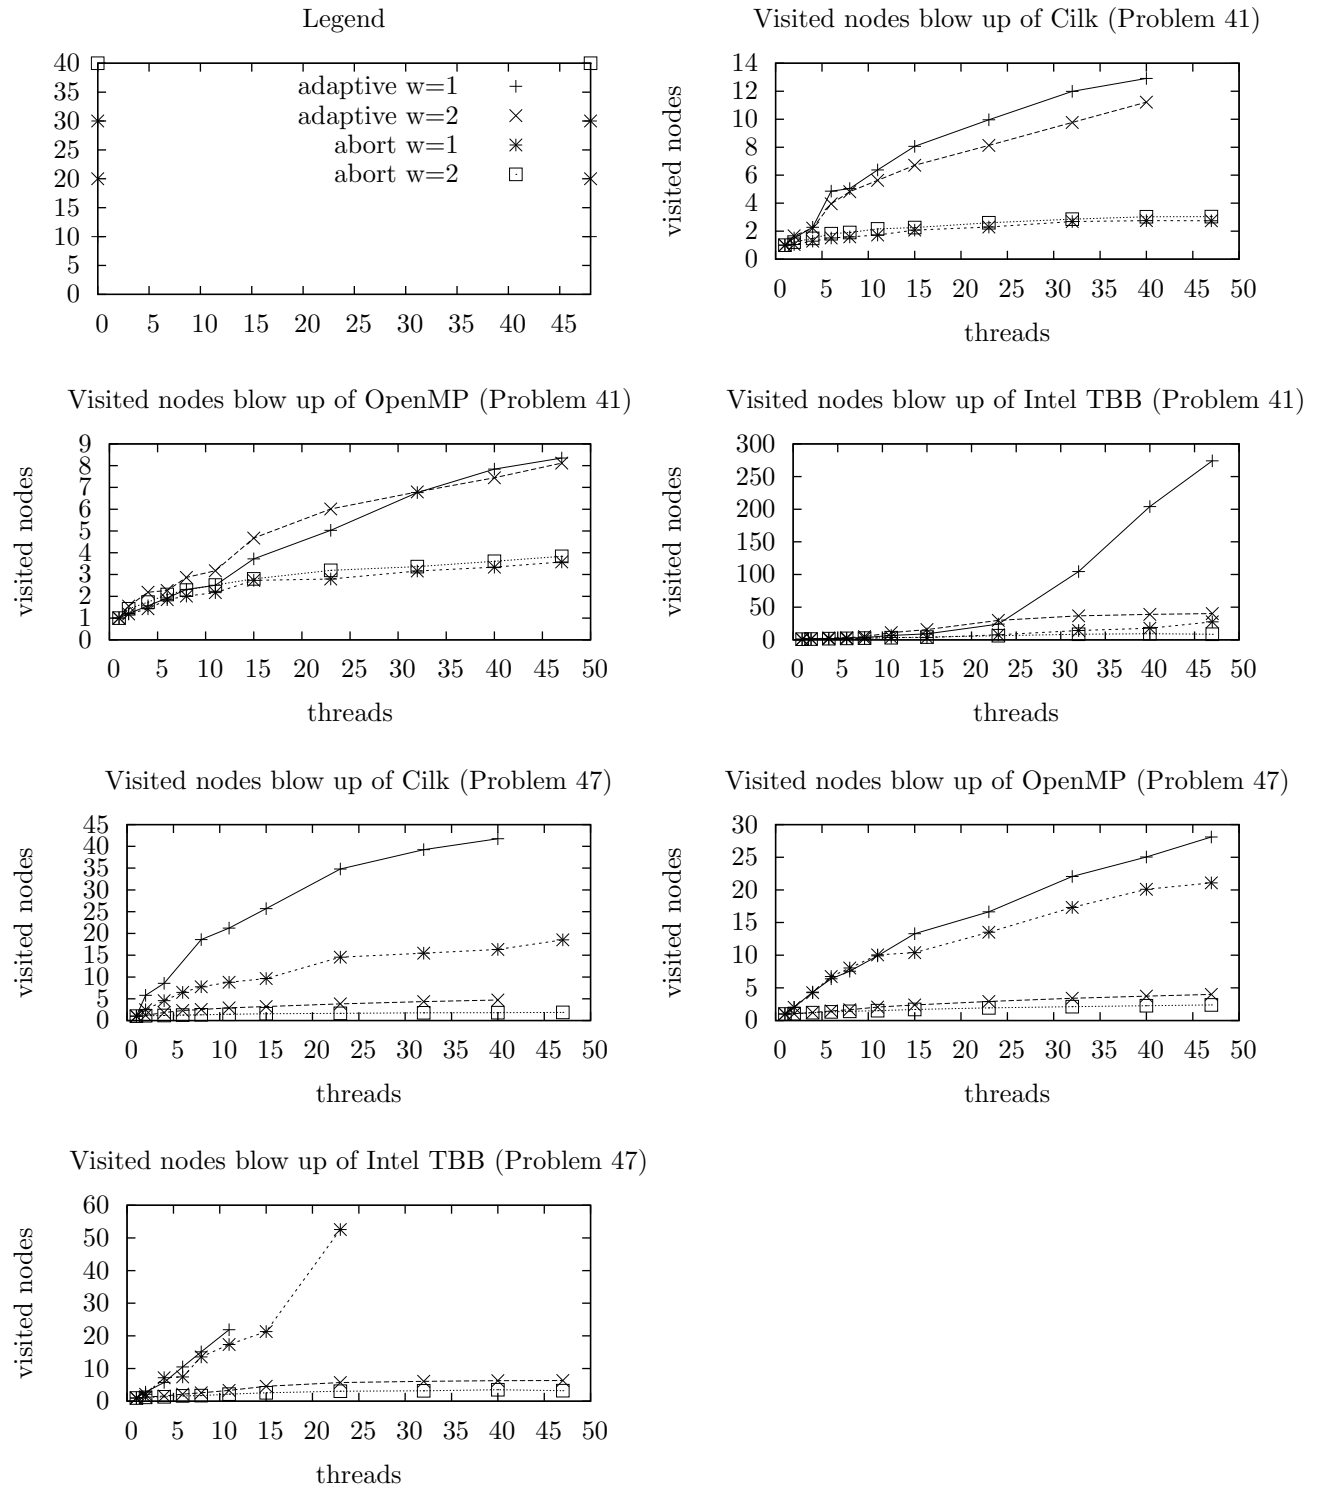 Legend
40
35
30
25
20
15
10
5
0
adaptive w=1
adaptive w=2
abort w=1
abort w=2
0 5 10 15 20 25 30 35 40 45
Visited nodes blow up of Cilk (Problem 41)
visited nodes
14
12
10
8
6
4
2
0
0 5 10 15 20 25 30 35 40 45 50
threads
Visited nodes blow up of OpenMP (Problem 41)
visited nodes
9
8
7
6
5
4
3
2
1
0
0 5 10 15 20 25 30 35 40 45 50
threads
Visited nodes blow up of Intel TBB (Problem 41)
visited nodes
300
250
200
150
100
50
0
0 5 10 15 20 25 30 35 40 45 50
threads
Visited nodes blow up of Cilk (Problem 47)
visited nodes
45
40
35
30
25
20
15
10
5
0
0 5 10 15 20 25 30 35 40 45 50
threads
Visited nodes blow up of OpenMP (Problem 47)
visited nodes
30
25
20
15
10
5
0
0 5 10 15 20 25 30 35 40 45 50
threads
Visited nodes blow up of Intel TBB (Problem 47)
visited nodes
60
50
40
30
20
10
0
0 5 10 15 20 25 30 35 40 45 50
threads